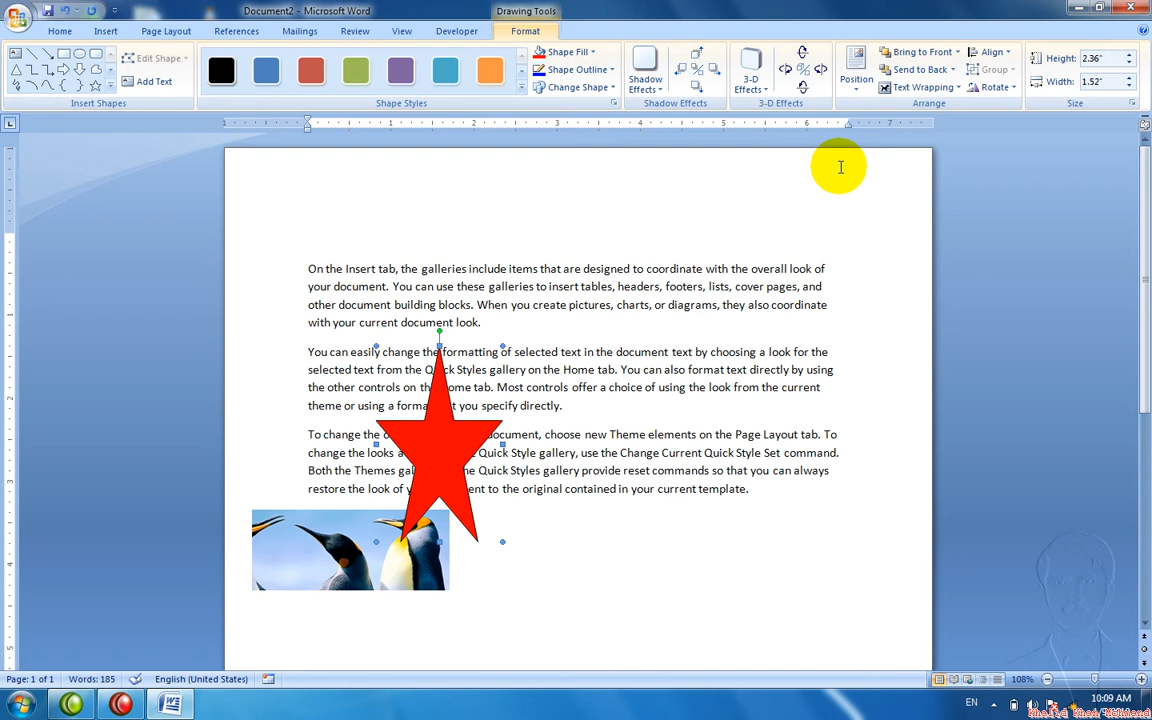 Document2 - Microsoft Word
Drawing Tools
Home Insert Page Layout References Mailings Review View Developer Format
Edit Shape
Add Text
Insert Shapes
Shape Fill
Shape Outline
Change Shape
Shape Styles
Shadow Effects
Shadow Effects
3-D Effects
3-D Effects
Position
Bring to Front
Send to Back
Text Wrapping
Align
Group
Rotate
Arrange
Height: 2.36"
Width: 1.52"
Size
1 1 2 3 4 5 6 7
On the Insert tab, the galleries include items that are designed to coordinate with the overall look of
your document. You can use these galleries to insert tables, headers, footers, lists, cover pages, and
other document building blocks. When you create pictures, charts, or diagrams, they also coordinate
with your current document look.
You can easily change the formatting of selected text in the document text by choosing a look for the
selected text from the Quick Styles gallery on the Home tab. You can also format text directly by using
the other controls on the Home tab. Most controls offer a choice of using the look from the current
theme or using a format you specify directly.
To change the document, choose new Theme elements on the Page Layout tab. To
change the looks Quick Style gallery, use the Change Current Quick Style Set command.
Both the Themes the Quick Styles gallery provide reset commands so that you can always
restore the look of to the original contained in your current template.
Page: 1 of 1 Words: 185 English (United States) 108%
EN 10:09 AM
Khalid Khan Mohmand